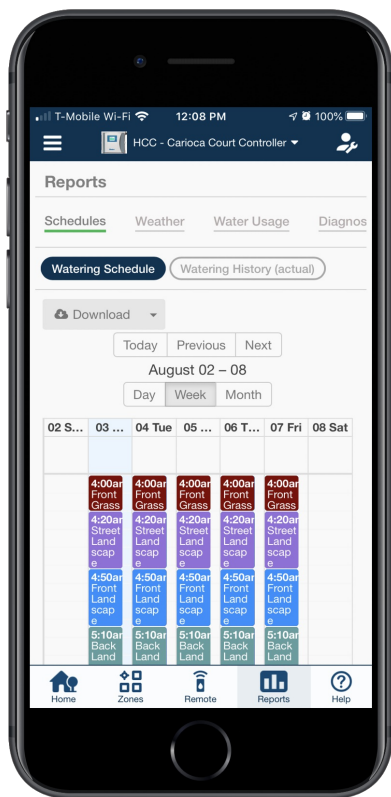 T-Mobile Wi-Fi 12:08 PM 100%
HCC - Carioca Court Controller
Reports
Schedules Weather Water Usage Diagnos
Watering Schedule Watering History (actual)
Download
Today Previous Next
August 02 – 08
Day Week Month
02 S... 03 ... 04 Tue 05 ... 06 T... 07 Fri 08 Sat
4:00ar 4:00ar 4:00ar 4:00ar 4:00ar
Front Front Front Front Front
Grass Grass Grass Grass Grass
4:20ar 4:20ar 4:20ar 4:20ar 4:20ar
Street Street Street Street Street
Land Land Land Land Land
scap scap scap scap scap
e e e e e
4:50ar 4:50ar 4:50ar 4:50ar 4:50ar
Front Front Front Front Front
Land Land Land Land Land
scap scap scap scap scap
e e e e e
5:10ar 5:10ar 5:10ar 5:10ar 5:10ar
Back Back Back Back Back
Land Land Land Land Land
Home Zones Remote Reports Help